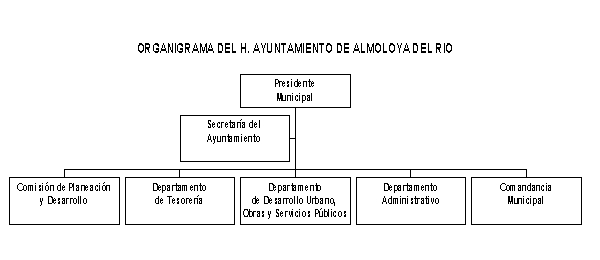 ORGANIGRAMA DEL H. AYUNTAMIENTO DE ALMOLOYA DEL RIO
Presidente
Municipal
Secretaría del
Ayuntamiento
Comisión de Planeación
y Desarrollo
Departamento
de Tesorería
Departamento
de Desarrollo Urbano,
Obras y Servicios Públicos
Departamento
Administrativo
Comandancia
Municipal